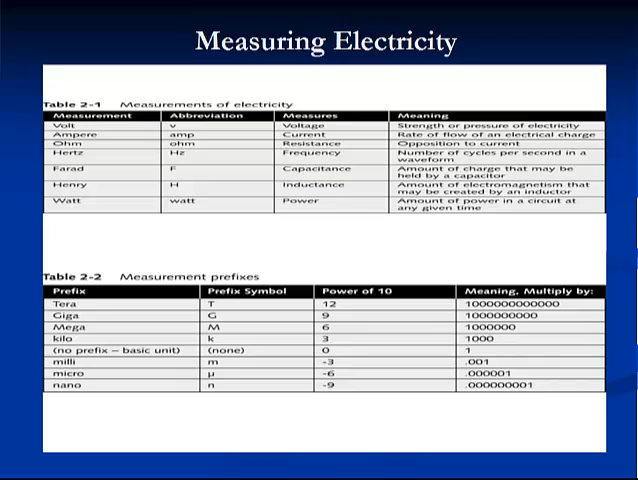 Measuring Electricity
Table 2-1 Measurements of electricity
Measurement Abbreviation Measures Meaning
Volt v Voltage Strength or pressure of electricity
Ampere amp Current Rate of flow of an electrical charge
Ohm ohm Resistance Opposition to current
Hertz Hz Frequency Number of cycles per second in a
waveform
Farad F Capacitance Amount of charge that may be
held by a capacitor
Henry H Inductance Amount of electromagnetism that
may be created by an inductor
Watt watt Power Amount of power in a circuit at
any given time
Table 2-2 Measurement prefixes
Prefix Prefix Symbol Power of 10 Meaning, Multiply by:
Tera T 12 1000000000000
Giga G 9 1000000000
Mega M 6 1000000
kilo k 3 1000
(no prefix – basic unit) (none) 0 1
milli m -3 .001
micro µ -6 .000001
nano n -9 .000000001